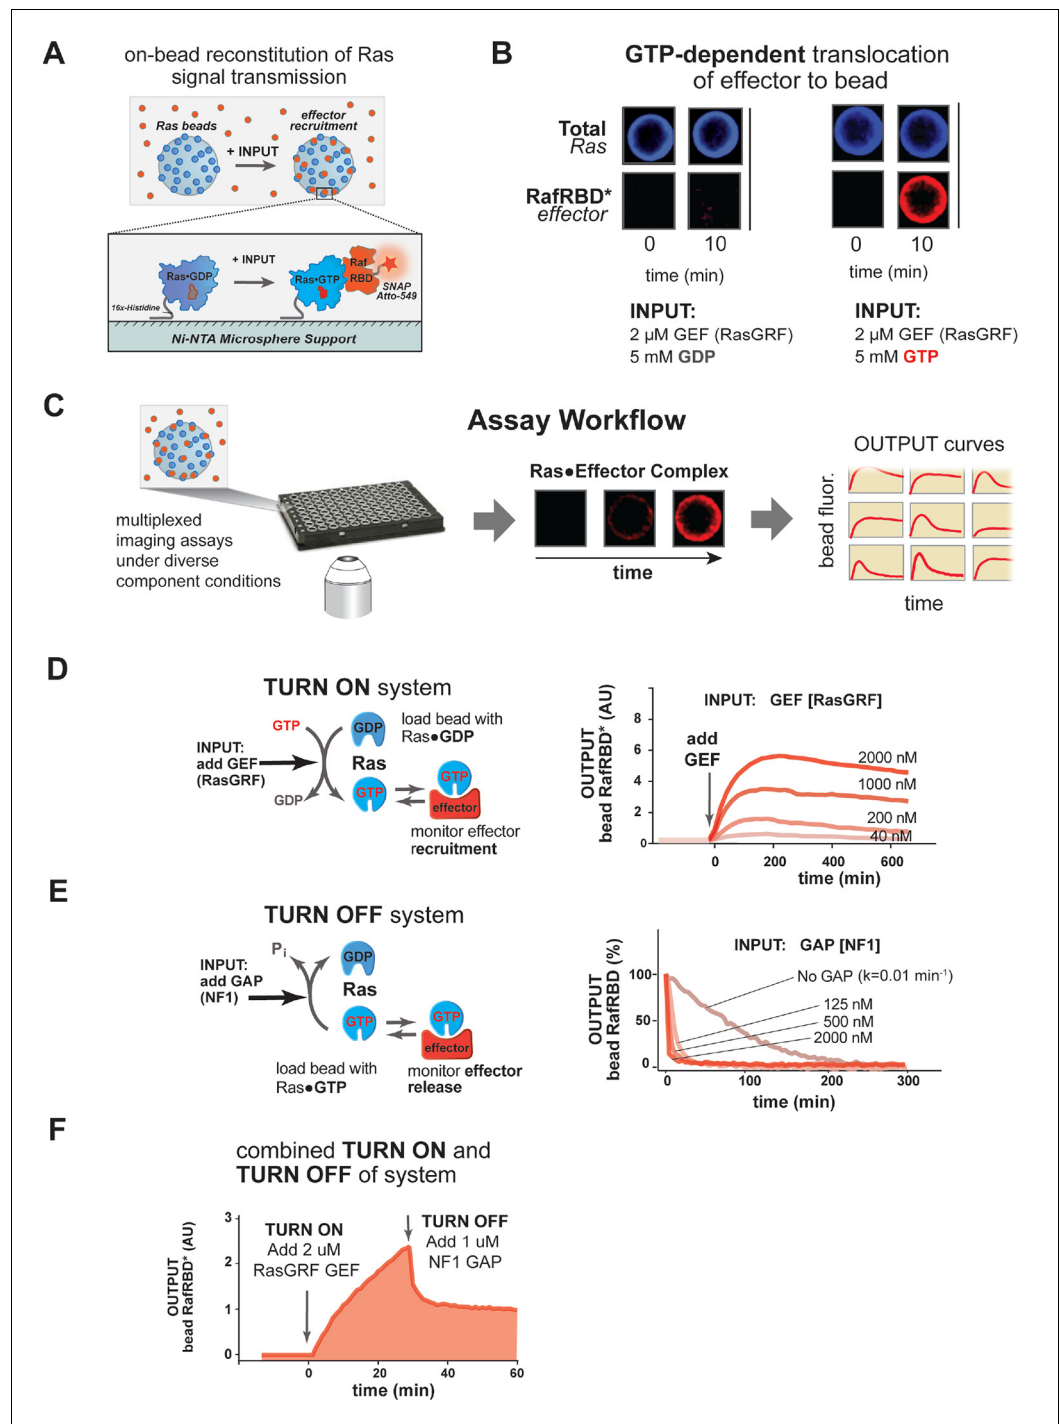 A
on-bead reconstitution of Ras
signal transmission
Ras beads
effector
recruitment
+ INPUT
Ras•GDP
+ INPUT
Ras•GTP
Raf
RBD
SNAP
Atto-549
16x-Histidine
Ni-NTA Microsphere Support
B
GTP-dependent translocation
of effector to bead
Total
Ras
RafRBD*
effector
0 10
time (min)
0 10
time (min)
INPUT:
2 µM GEF (RasGRF)
5 mM GDP
INPUT:
2 µM GEF (RasGRF)
5 mM GTP
C
Assay Workflow
multiplexed
imaging assays
under diverse
component conditions
Ras●Effector Complex
time
OUTPUT curves
bead fluor.
time
D
TURN ON system
GTP
INPUT:
add GEF
(RasGRF)
GDP
GDP
Ras
GTP
load bead with
Ras●GDP
GTP
effector
monitor effector
recruitment
OUTPUT
bead RafRBD* (AU)
INPUT: GEF [RasGRF]
add
GEF
8
6
4
2
0
2000 nM
1000 nM
200 nM
40 nM
0 200 400 600
time (min)
E
TURN OFF system
Pi
INPUT:
add GAP
(NF1)
GDP
Ras
GTP
GTP
effector
load bead with
Ras●GTP
monitor effector
release
OUTPUT
bead RafRBD (%)
INPUT: GAP [NF1]
100
50
0
No GAP (k=0.01 min-1)
125 nM
500 nM
2000 nM
0 100 200 300
time (min)
F
combined TURN ON and
TURN OFF of system
OUTPUT
bead RafRBD* (AU)
3
2
1
0
TURN ON
Add 2 uM
RasGRF GEF
TURN OFF
Add 1 uM
NF1 GAP
0 20 40 60
time (min)